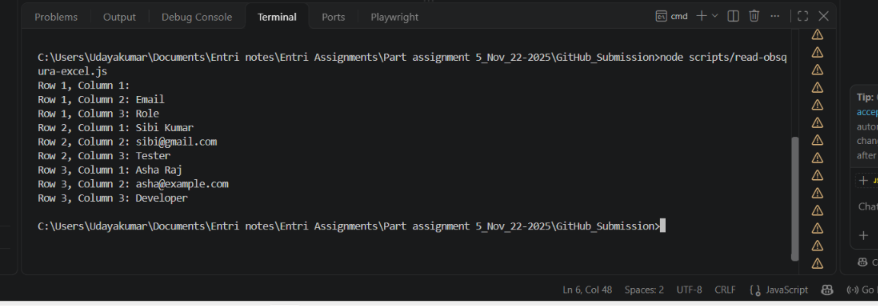 Problems Output Debug Console Terminal Ports Playwright cmd
C:\Users\Udayakumar\Documents\Entri notes\Entri Assignments\Part assignment 5_Nov_22-2025\GitHub_Submission>node scripts/read-obsq
ura-excel.js
Row 1, Column 1:
Row 1, Column 2: Email
Row 1, Column 3: Role
Row 2, Column 1: Sibi Kumar
Row 2, Column 2: sibi@gmail.com
Row 2, Column 3: Tester
Row 3, Column 1: Asha Raj
Row 3, Column 2: asha@example.com
Row 3, Column 3: Developer
C:\Users\Udayakumar\Documents\Entri notes\Entri Assignments\Part assignment 5_Nov_22-2025\GitHub_Submission>
Tip:
accep
autor
chan
after
Chat
Ln 6, Col 48 Spaces: 2 UTF-8 CRLF {} JavaScript Go